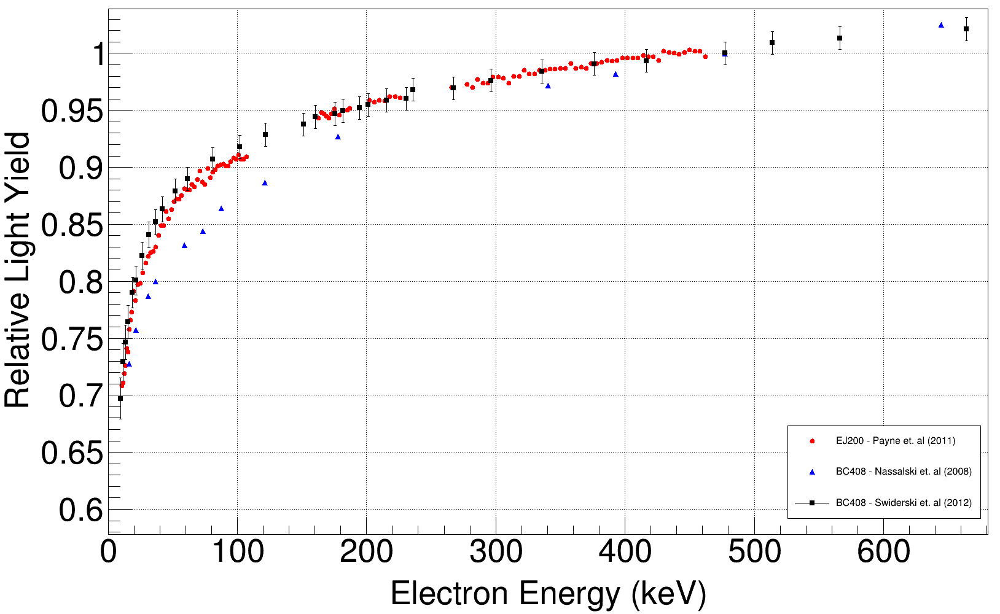 Relative Light Yield
1
0.95
0.9
0.85
0.8
0.75
0.7
0.65
0.6
EJ200 - Payne et. al (2011)
BC408 - Nassalski et. al (2008)
BC408 - Swiderski et. al (2012)
0 100 200 300 400 500 600
Electron Energy (keV)